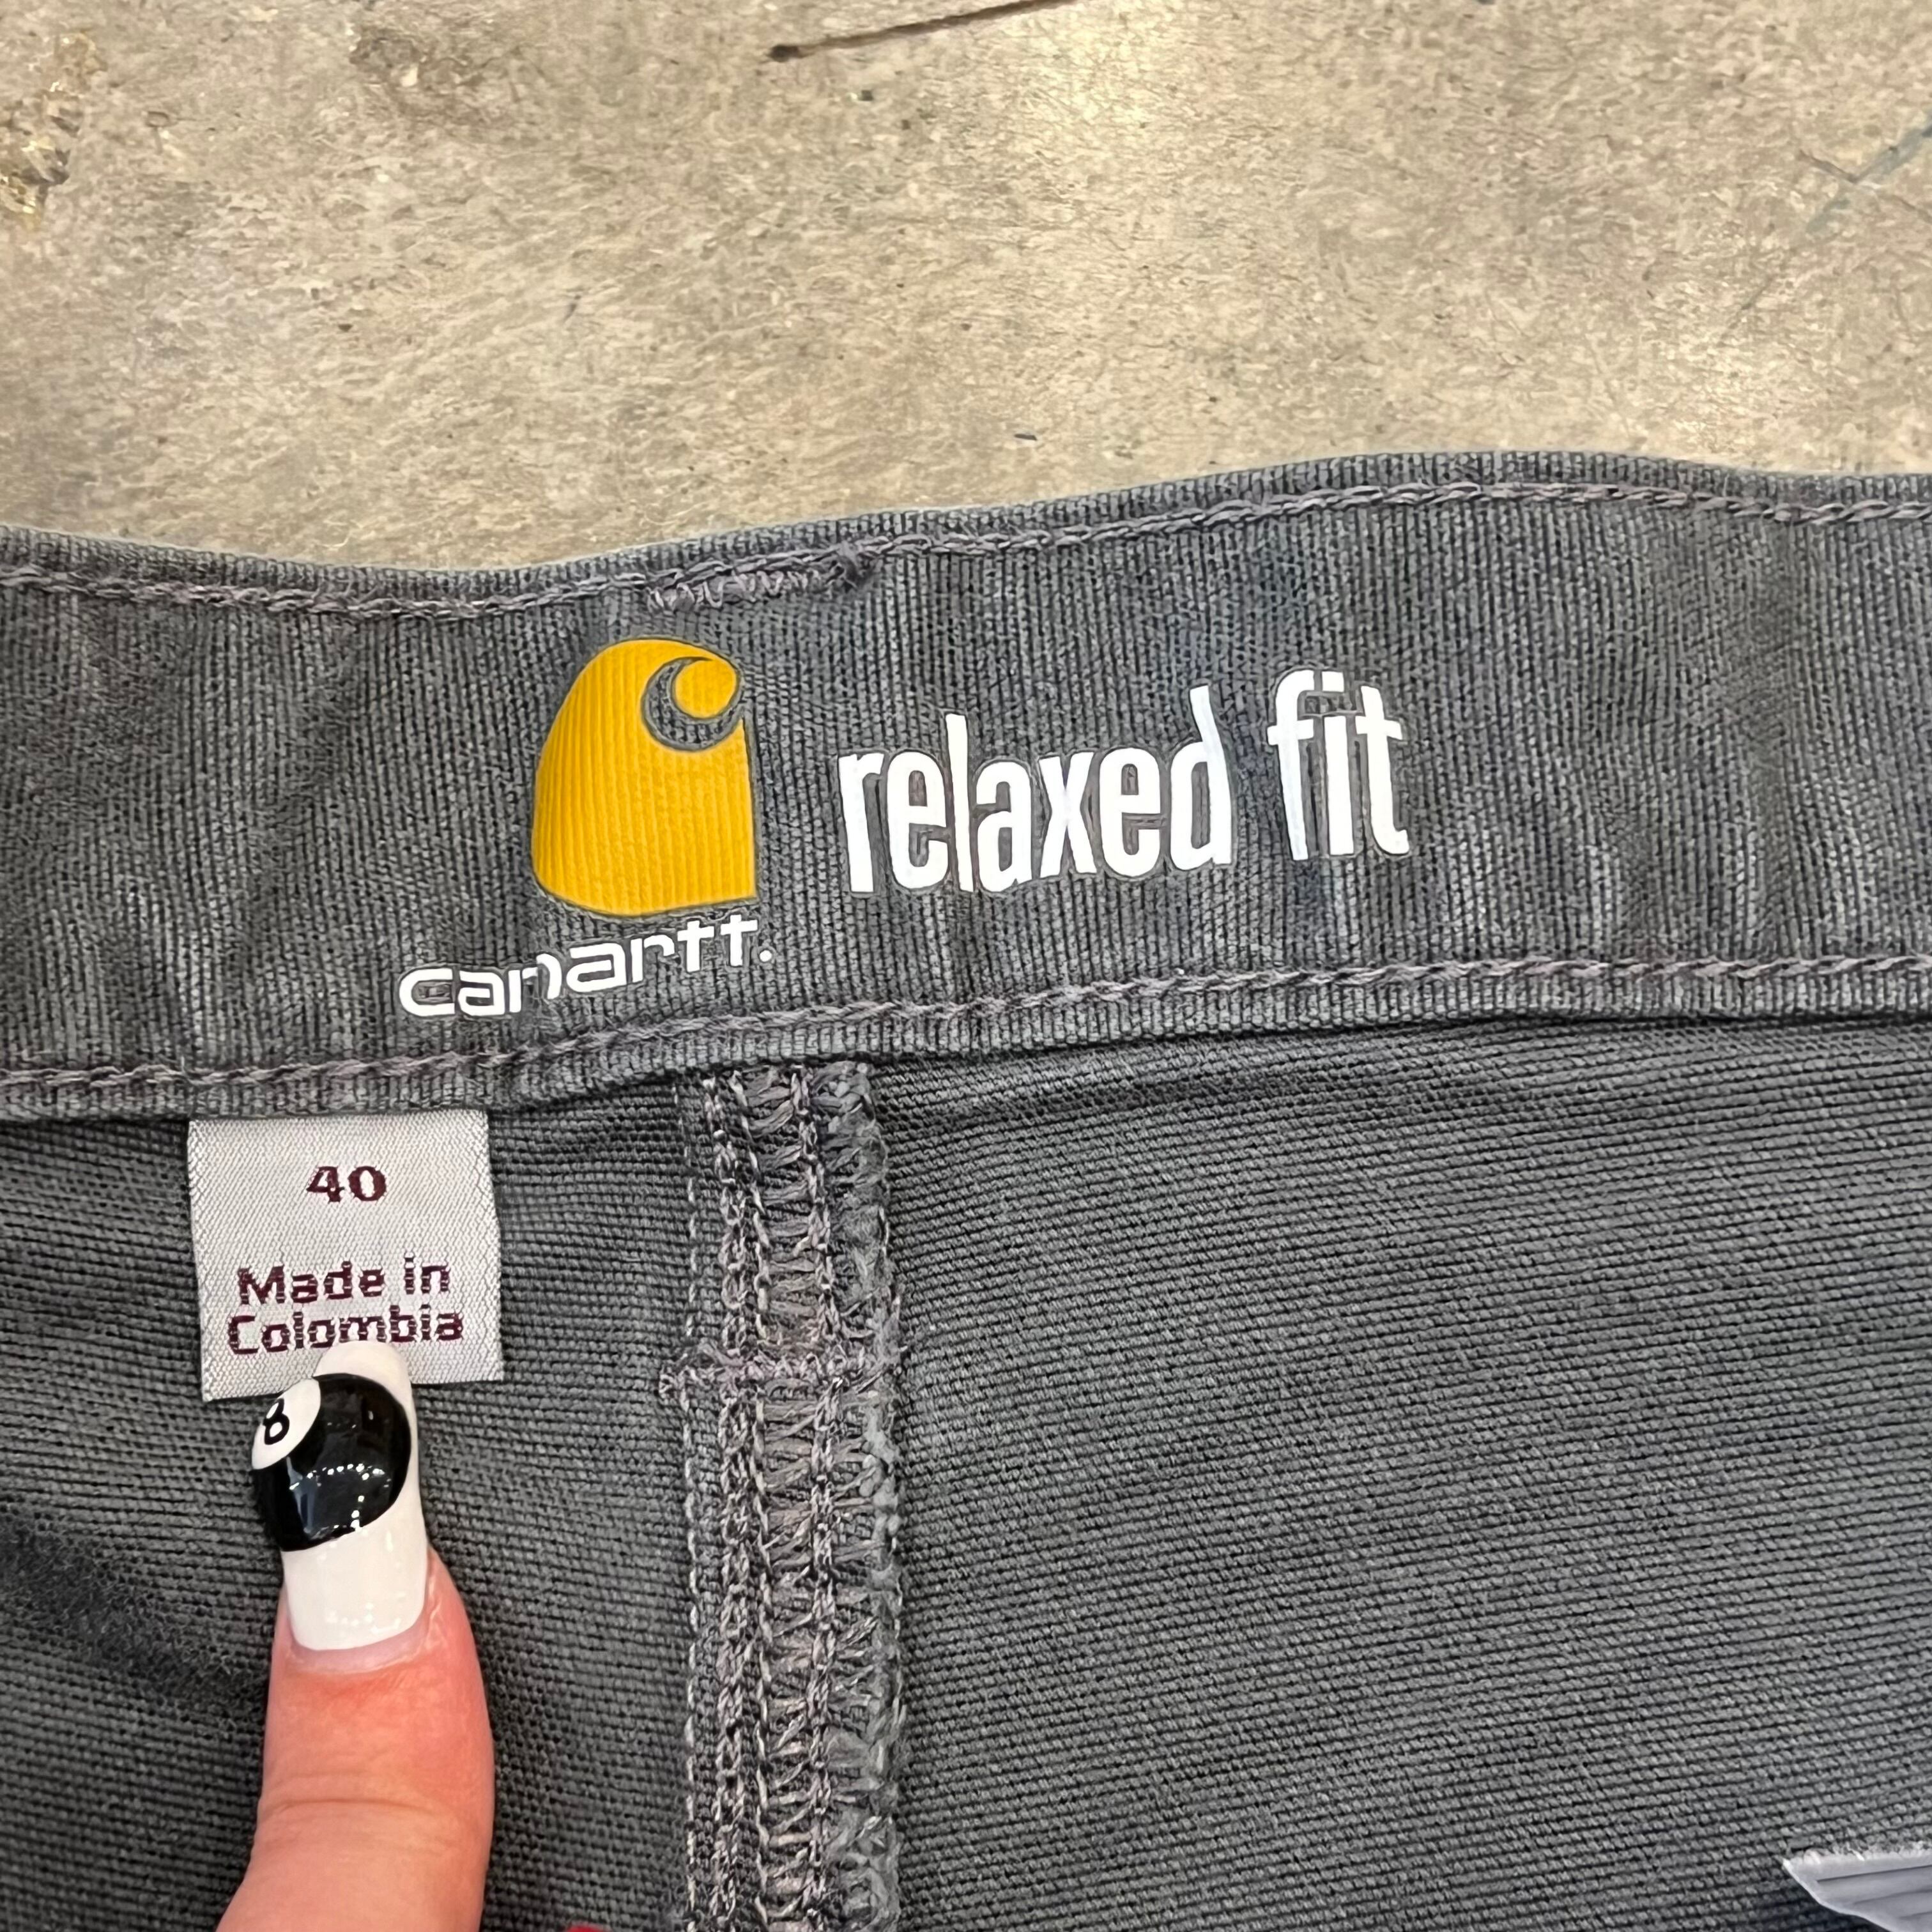 relaxed fit
carhartt.
40
Made in
Colombia
8